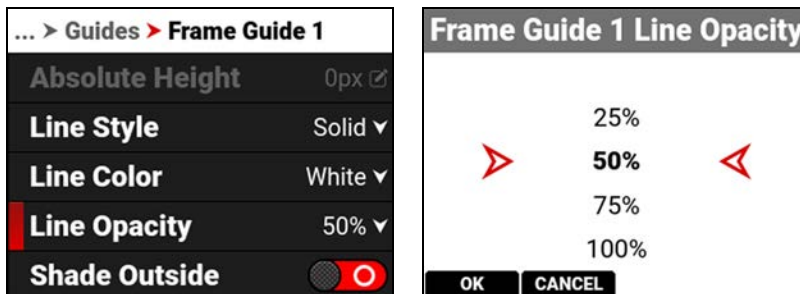 ... > Guides > Frame Guide 1
Absolute Height 0px
Line Style Solid
Line Color White
Line Opacity 50%
Shade Outside
Frame Guide 1 Line Opacity
25%
50%
75%
100%
OK CANCEL